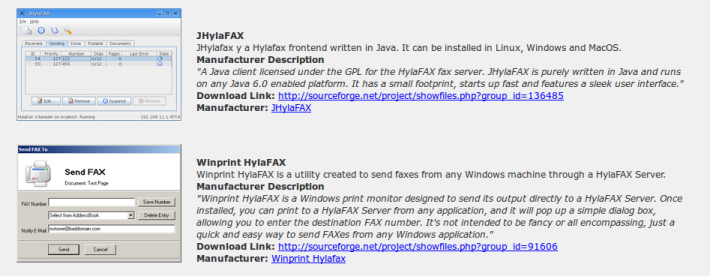 JHylaFAX
File Help
Received Sending Done Pollable Documents
ID Priority Number Dials Pages Last Error State
54 127 123 0/12 0
55 127 456 0/12 0
Edit... Remove Suspend Resume
HylaFAX scheduler on localhost: Running 192.168.11.2:4559
JHylaFAX
JHylafax y a Hylafax frontend written in Java. It can be installed in Linux, Windows and MacOS.
Manufacturer Description
"A Java client licensed under the GPL for the HylaFAX fax server. JHylaFAX is purely written in Java and runs
on any Java 6.0 enabled platform. It has a small footprint, starts up fast and features a sleek user interface."
Download Link: http://sourceforge.net/project/showfiles.php?group_id=136485
Manufacturer: JHylaFAX
Send FAX To
Send FAX
Document: Test Page
FAX Number Save Number
Select from AddressBook Delete Entry
Notify E-Mail
Send Cancel
Winprint HylaFAX
Winprint HylaFAX is a utility created to send faxes from any Windows machine through a HylaFAX Server.
Manufacturer Description
"Winprint HylaFAX is a Windows print monitor designed to send its output directly to a HylaFAX Server. Once
installed, you can print to a HylaFAX Server from any application, and it will pop up a simple dialog box,
allowing you to enter the destination FAX number. It's not intended to be fancy or all encompassing, just a
quick and easy way to send FAXes from any Windows application."
Download Link: http://sourceforge.net/project/showfiles.php?group_id=91606
Manufacturer: Winprint Hylafax